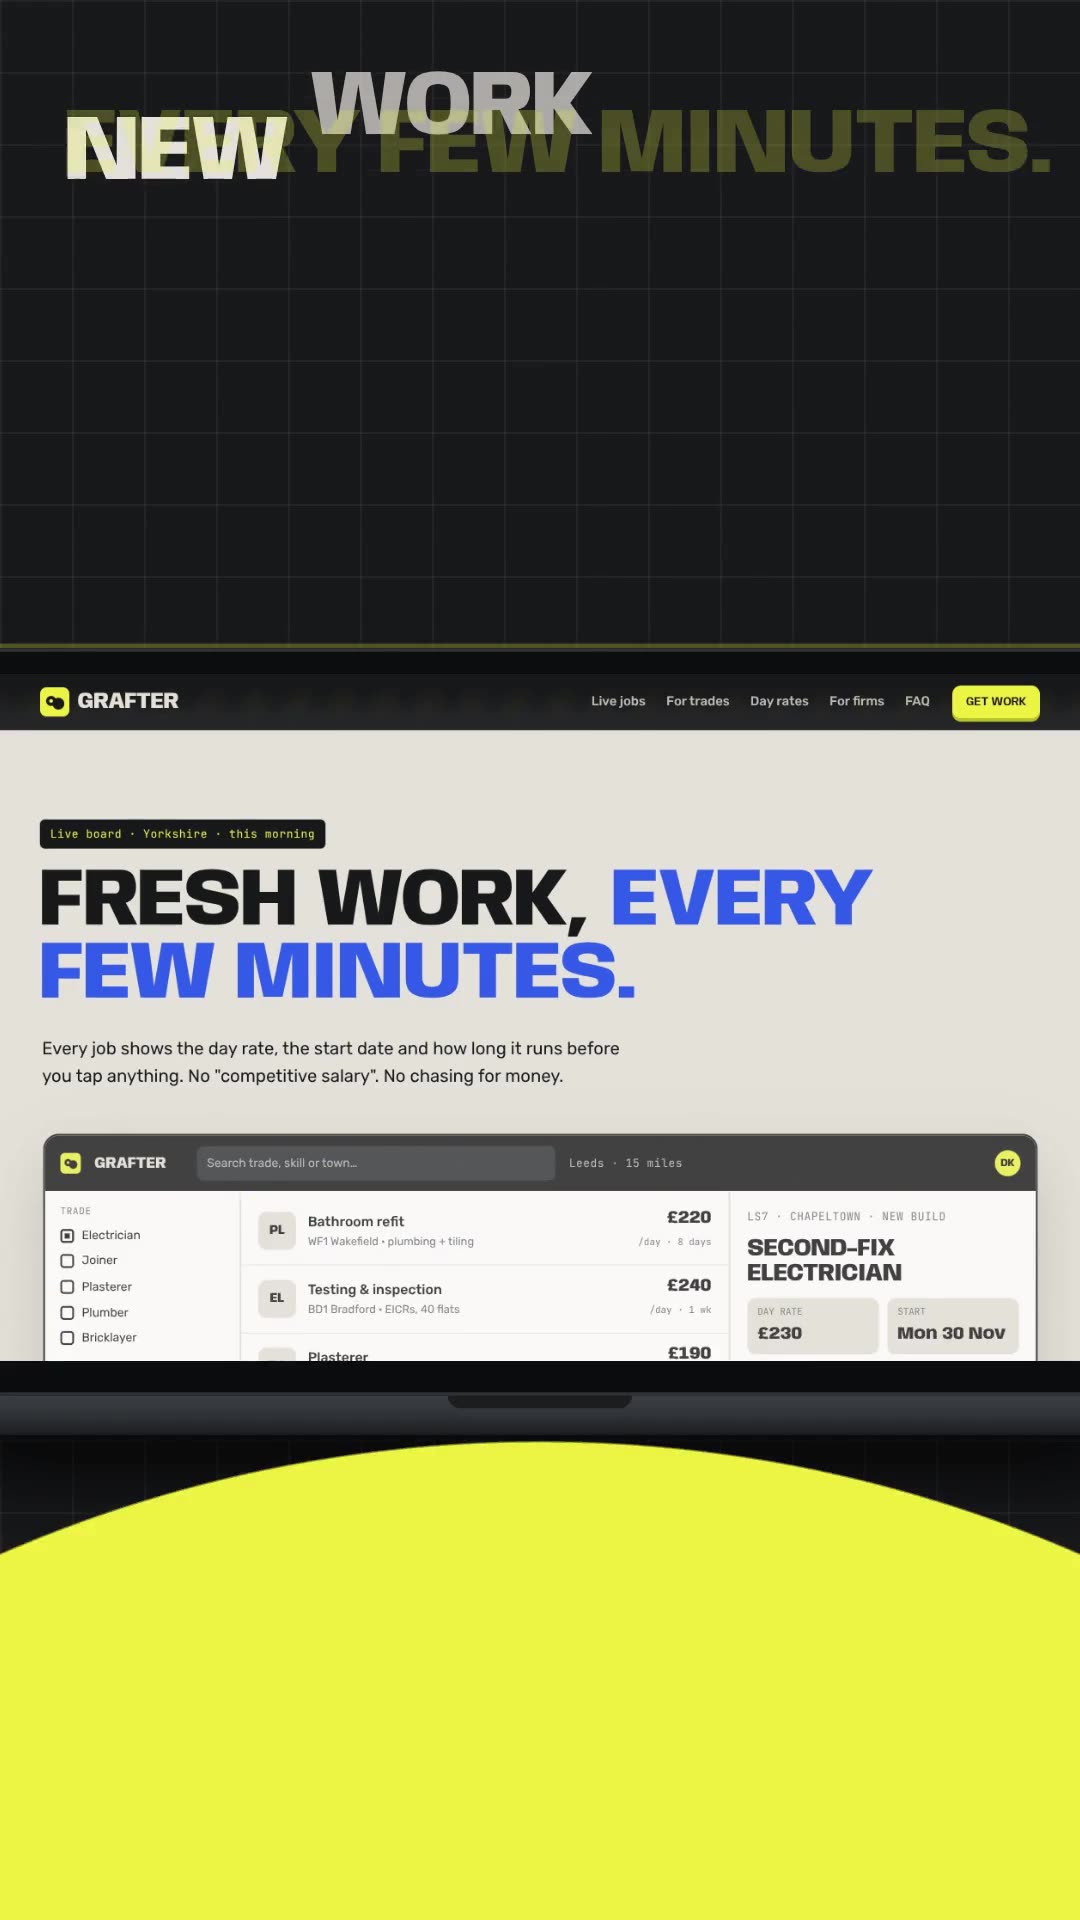 WORK
NEW
EVERY FEW MINUTES.
GRAFTER
Live jobs
For trades
Day rates
For firms
FAQ
GET WORK
Live board · Yorkshire · this morning
FRESH WORK, EVERY
FEW MINUTES.
Every job shows the day rate, the start date and how long it runs before
you tap anything. No "competitive salary". No chasing for money.
GRAFTER
Search trade, skill or town...
Leeds · 15 miles
DK
TRADE
Electrician
Joiner
Plasterer
Plumber
Bricklayer
PL
Bathroom refit
WF1 Wakefield • plumbing + tiling
£220
/day · 8 days
EL
Testing & inspection
BD1 Bradford • EICRs, 40 flats
£240
/day · 1 wk
Plasterer
£190
LS7 · CHAPELTOWN · NEW BUILD
SECOND-FIX
ELECTRICIAN
DAY RATE
£230
START
Mon 30 Nov